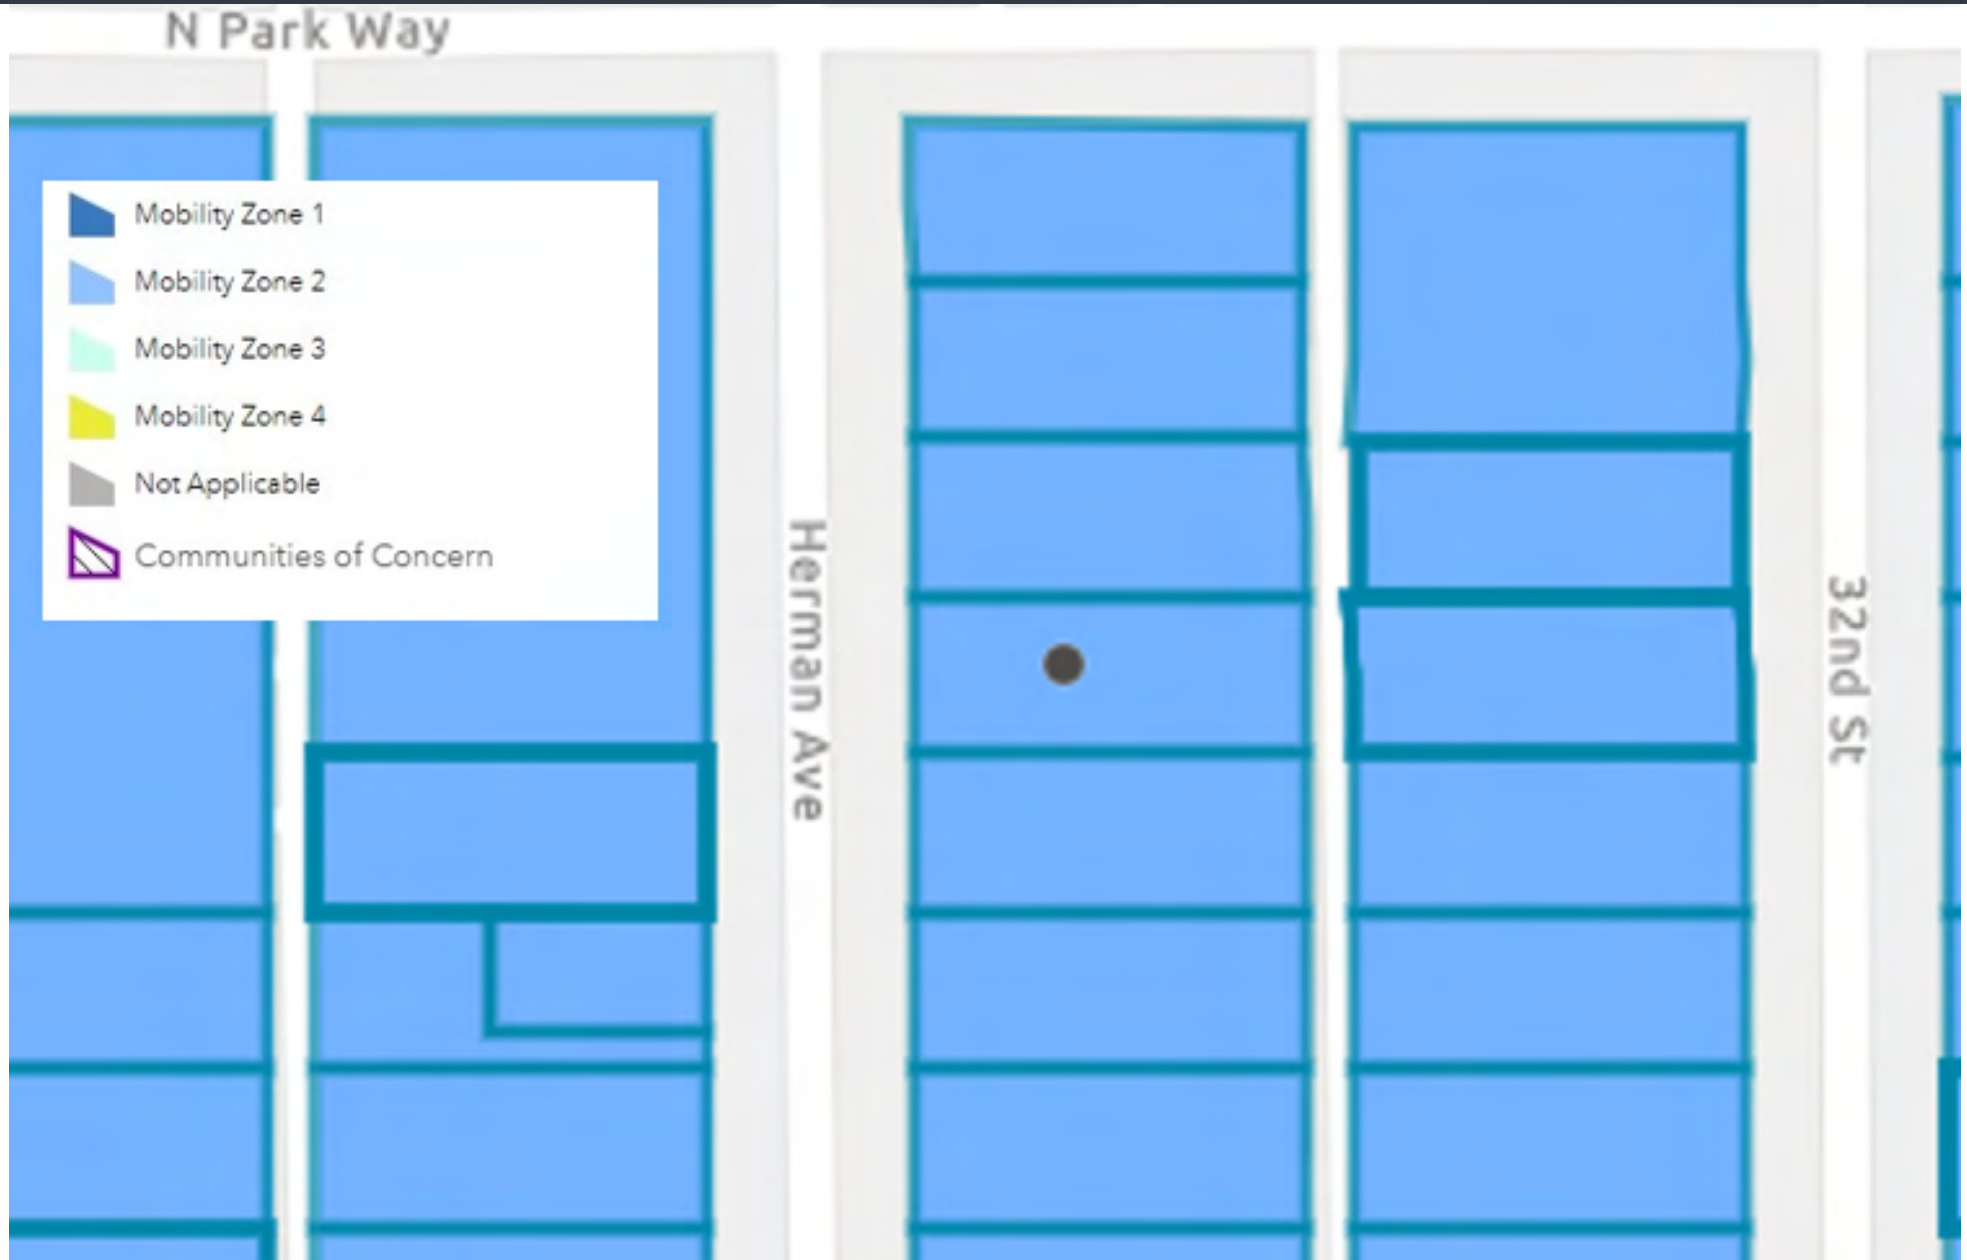 N Park Way
Mobility Zone 1
Mobility Zone 2
Mobility Zone 3
Mobility Zone 4
Not Applicable
Communities of Concern
Herman Ave
32nd St